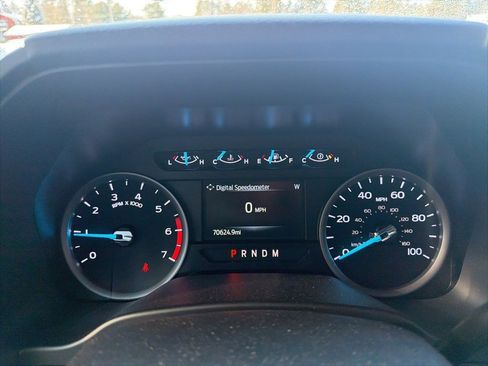 L H C H E F C H
Digital Speedometer W
0 MPH
70624.9mi
P R N D M
0 1 2 3 4 5 6 7
RPM X 1000
0 20 40 60 80 100
MPH
km/h